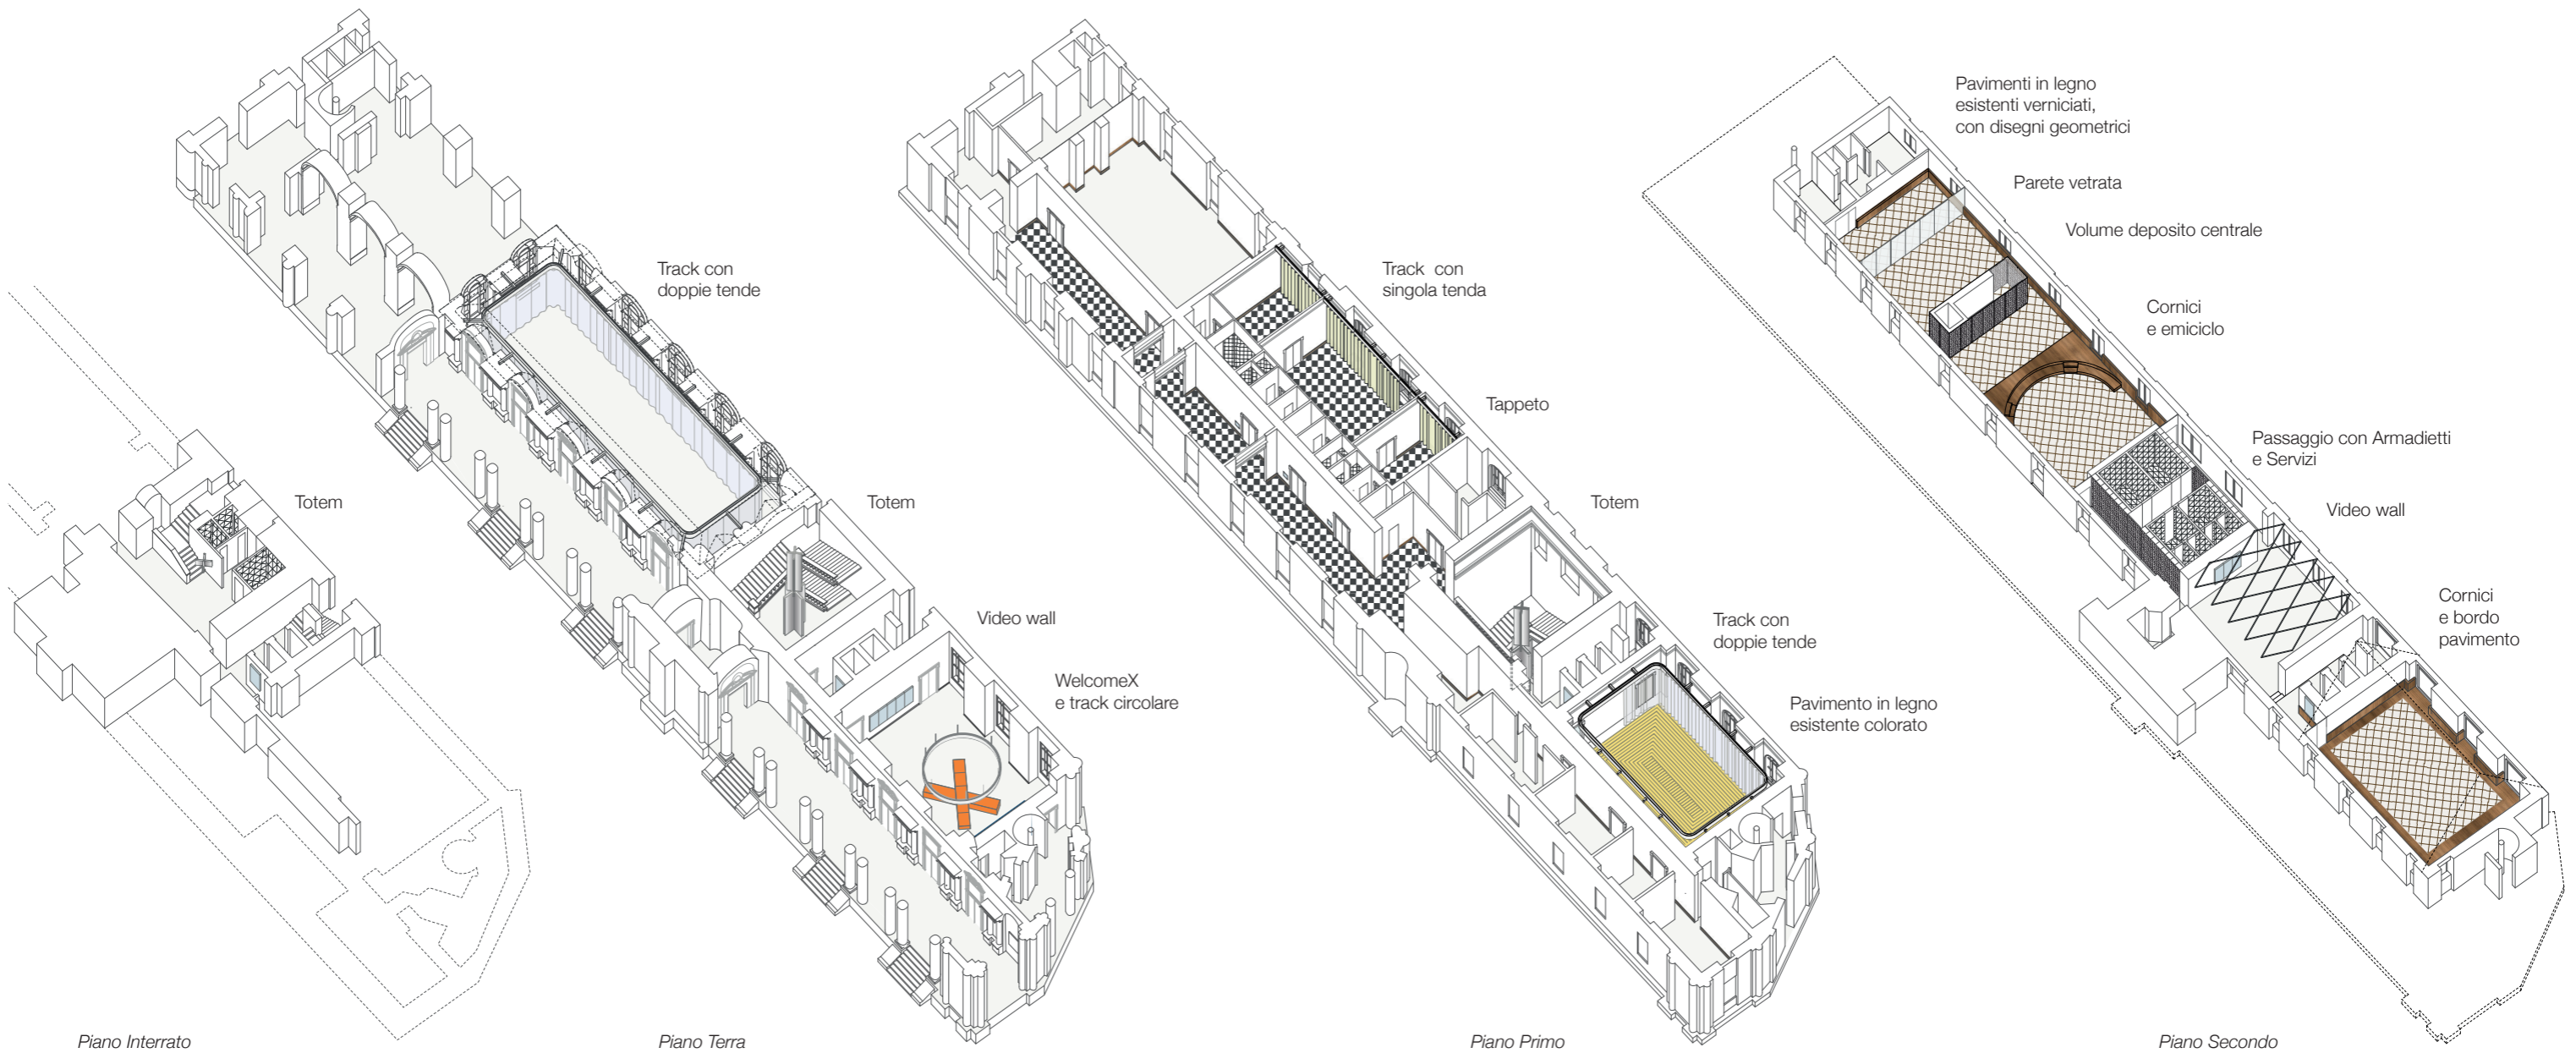 Totem
Piano Interrato
Track con
doppie tende
Totem
Video wall
WelcomeX
e track circolare
Piano Terra
Track con
singola tenda
Tappeto
Totem
Track con
doppie tende
Pavimento in legno
esistente colorato
Piano Primo
Pavimenti in legno
esistenti verniciati,
con disegni geometrici
Parete vetrata
Volume deposito centrale
Cornici
e emiciclo
Passaggio con Armadietti
e Servizi
Video wall
Cornici
e bordo
pavimento
Piano Secondo